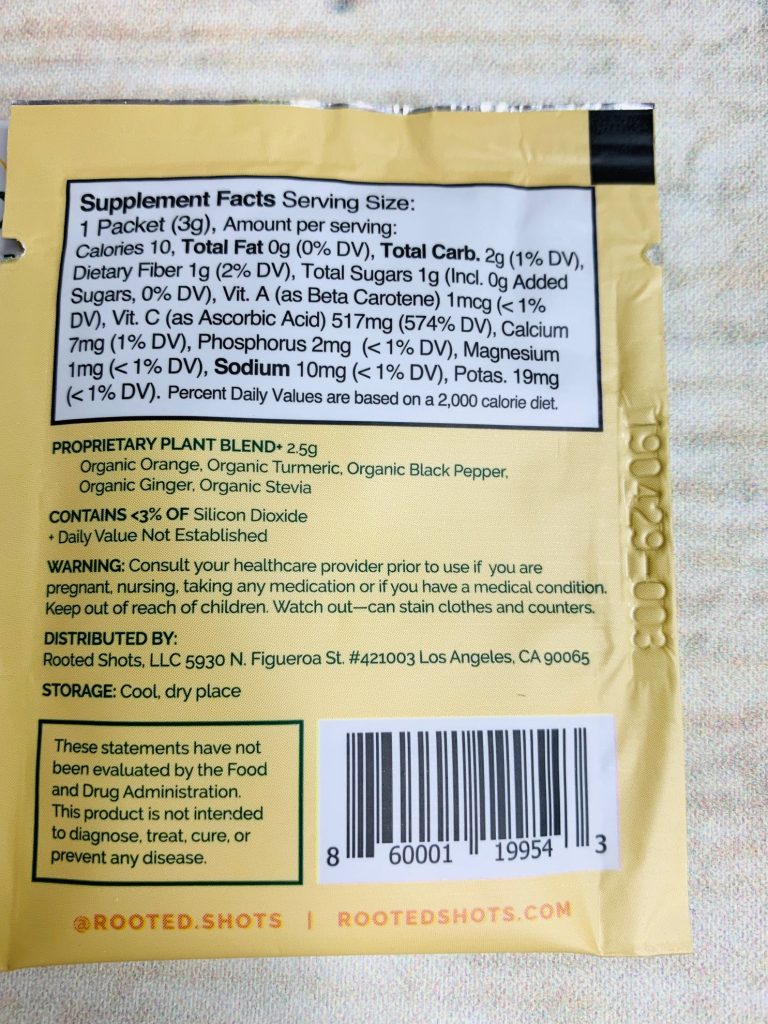 Supplement Facts Serving Size:
1 Packet (3g), Amount per serving:
Calories 10, Total Fat 0g (0% DV), Total Carb. 2g (1% DV),
Dietary Fiber 1g (2% DV), Total Sugars 1g (Incl. 0g Added
Sugars, 0% DV), Vit. A (as Beta Carotene) 1mcg (< 1%
DV), Vit. C (as Ascorbic Acid) 517mg (574% DV), Calcium
7mg (1% DV), Phosphorus 2mg (< 1% DV), Magnesium
1mg (< 1% DV), Sodium 10mg (< 1% DV), Potas. 19mg
(< 1% DV). Percent Daily Values are based on a 2,000 calorie diet.
PROPRIETARY PLANT BLEND+ 2.5g
Organic Orange, Organic Turmeric, Organic Black Pepper,
Organic Ginger, Organic Stevia
CONTAINS <3% OF Silicon Dioxide
+ Daily Value Not Established
WARNING: Consult your healthcare provider prior to use if you are
pregnant, nursing, taking any medication or if you have a medical condition.
Keep out of reach of children. Watch out—can stain clothes and counters.
DISTRIBUTED BY:
Rooted Shots, LLC 5930 N. Figueroa St. #421003 Los Angeles, CA 90065
STORAGE: Cool, dry place
These statements have not
been evaluated by the Food
and Drug Administration.
This product is not intended
to diagnose, treat, cure, or
prevent any disease.
8 60001 19954 3
@ROOTED.SHOTS | ROOTEDSHOTS.COM
190429-003